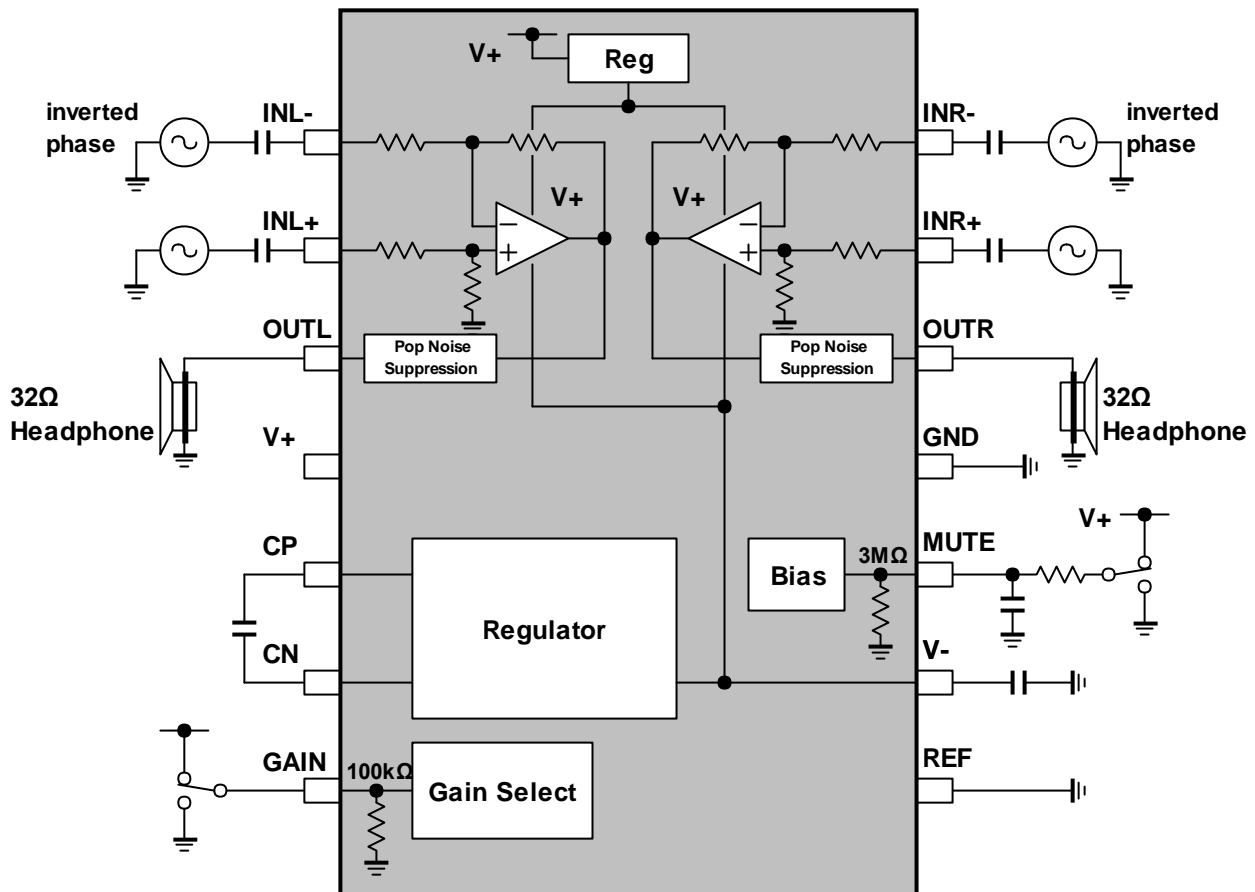 V+
Reg
inverted
phase
INL-
INR-
inverted
phase
V+
V+
INL+
INR+
OUTL
OUTR
Pop Noise
Suppression
Pop Noise
Suppression
32Ω
Headphone
32Ω
Headphone
V+
GND
V+
CP
MUTE
3MΩ
Bias
Regulator
CN
V-
GAIN
100kΩ
Gain Select
REF